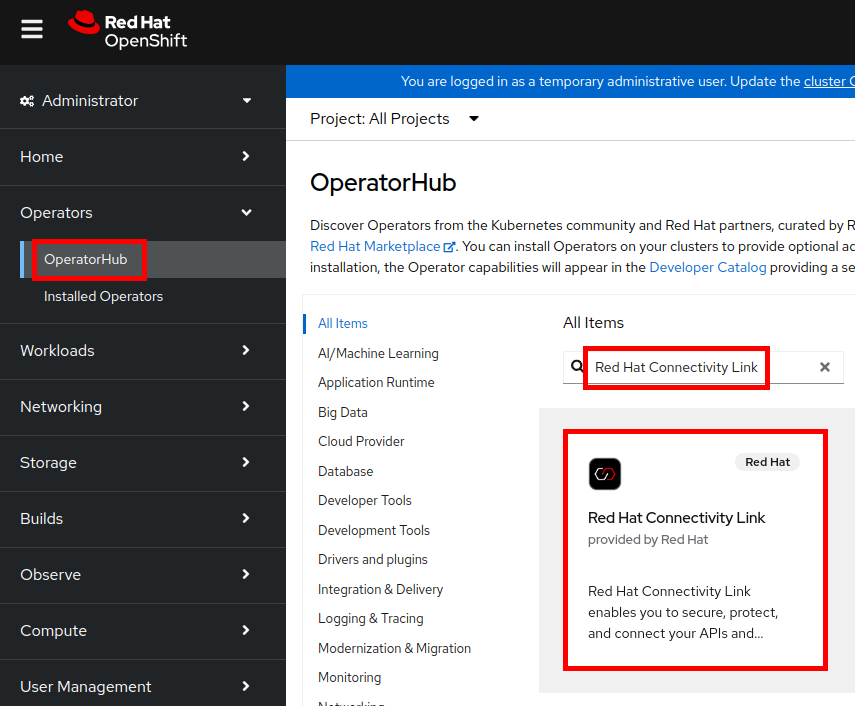 Red Hat
OpenShift
Administrator
Home
Operators
OperatorHub
Installed Operators
Workloads
Networking
Storage
Builds
Observe
Compute
User Management
You are logged in as a temporary administrative user. Update the cluster
Project: All Projects
OperatorHub
Discover Operators from the Kubernetes community and Red Hat partners, curated by R
Red Hat Marketplace. You can install Operators on your clusters to provide optional ad
installation, the Operator capabilities will appear in the Developer Catalog providing a se
All Items
AI/Machine Learning
Application Runtime
Big Data
Cloud Provider
Database
Developer Tools
Development Tools
Drivers and plugins
Integration & Delivery
Logging & Tracing
Modernization & Migration
Monitoring
Networking
All Items
Red Hat Connectivity Link
Red Hat
Red Hat Connectivity Link
provided by Red Hat
Red Hat Connectivity Link
enables you to secure, protect,
and connect your APIs and...